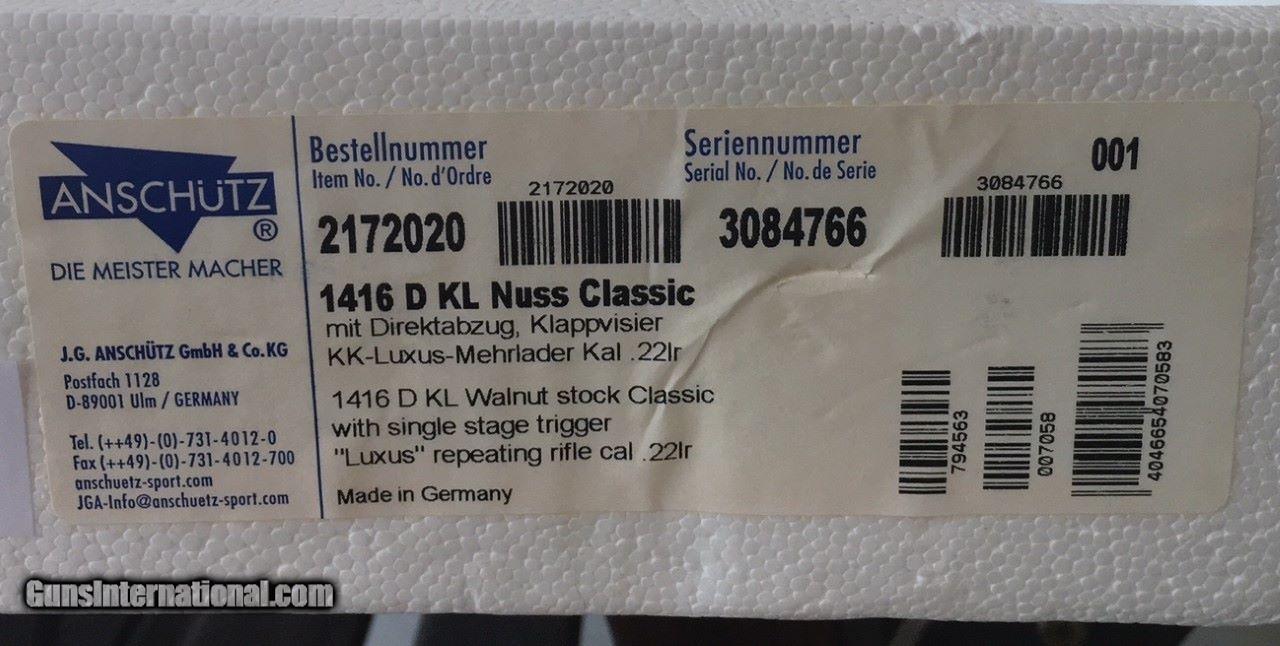 ANSCHÜTZ
®
DIE MEISTER MACHER
J.G. ANSCHÜTZ GmbH & Co.KG
Postfach 1128
D-89001 Ulm / GERMANY
Tel. (++49)-(0)-731-4012-0
Fax (++49)-(0)-731-4012-700
anschuetz-sport.com
JGA-Info@anschuetz-sport.com
Bestellnummer
Item No. / No. d'Ordre
2172020
2172020
Seriennummer
Serial No. / No. de Serie
001
3084766
3084766
1416 D KL Nuss Classic
mit Direktabzug, Klappvisier
KK-Luxus-Mehrlader Kal .22lr
1416 D KL Walnut stock Classic
with single stage trigger
"Luxus" repeating rifle cal .22lr
Made in Germany
794563
007058
4046654070583
GunsInternational.com